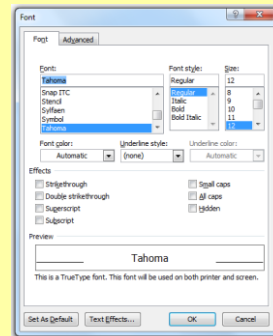 Font
Font Advanced
Font: Font style: Size:
Tahoma Regular 12
Snap ITC Regular 8
Stencil Italic 9
Sylfaen Bold 10
Symbol Bold Italic 11
Tahoma 12
Font color: Underline style: Underline color:
Automatic (none) Automatic
Effects
Strikethrough Small caps
Double strikethrough All caps
Superscript Hidden
Subscript
Preview
Tahoma
This is a TrueType font. This font will be used on both printer and screen.
Set As Default Text Effects... OK Cancel